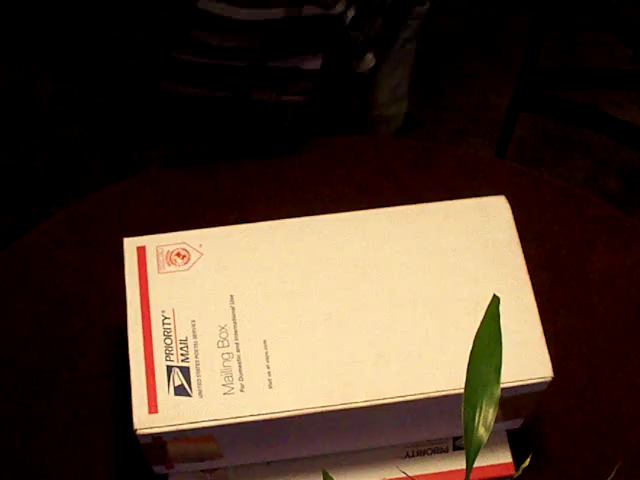 PRIORITY®
MAIL
UNITED STATES POSTAL SERVICE
Mailing Box
For Domestic and International Use
Visit us at usps.com
PRIORITY